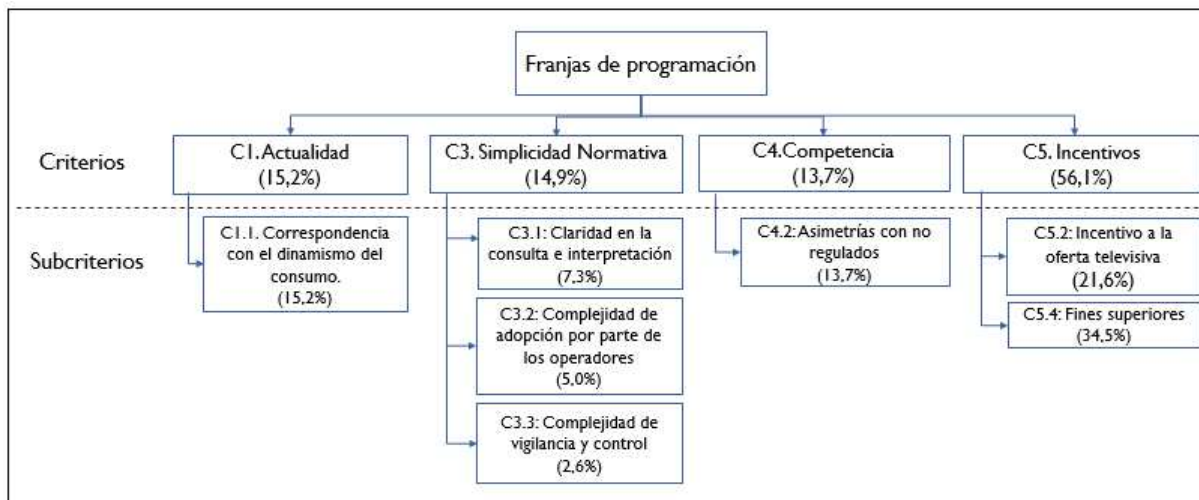 Franjas de programación
Criterios
C1. Actualidad
(15,2%)
C3. Simplicidad Normativa
(14,9%)
C4.Competencia
(13,7%)
C5. Incentivos
(56,1%)
Subcriterios
C1.1. Correspondencia
con el dinamismo del
consumo.
(15,2%)
C3.1: Claridad en la
consulta e interpretación
(7,3%)
C3.2: Complejidad de
adopción por parte de
los operadores
(5,0%)
C3.3: Complejidad de
vigilancia y control
(2,6%)
C4.2: Asimetrías con no
regulados
(13,7%)
C5.2: Incentivo a la
oferta televisiva
(21,6%)
C5.4: Fines superiores
(34,5%)